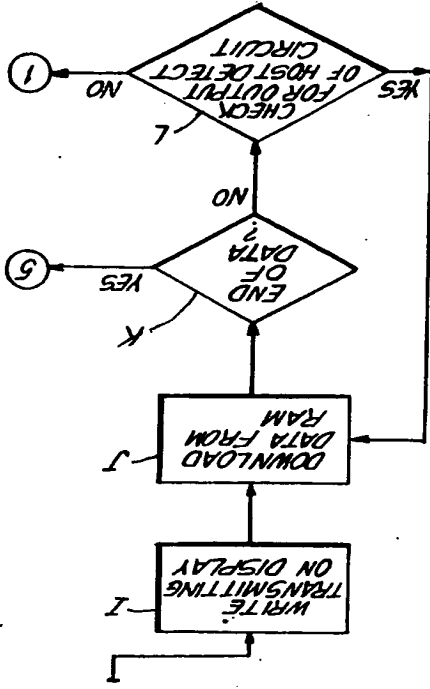 WRITE
TRANSMITTING
ON DISPLAY
I
DOWNLOAD
DATA FROM
RAM
J
END
OF
DATA
?
K
YES
5
NO
CHECK
FOR OUTPUT
OF HOST DETECT
CIRCUIT
L
YES
NO
1